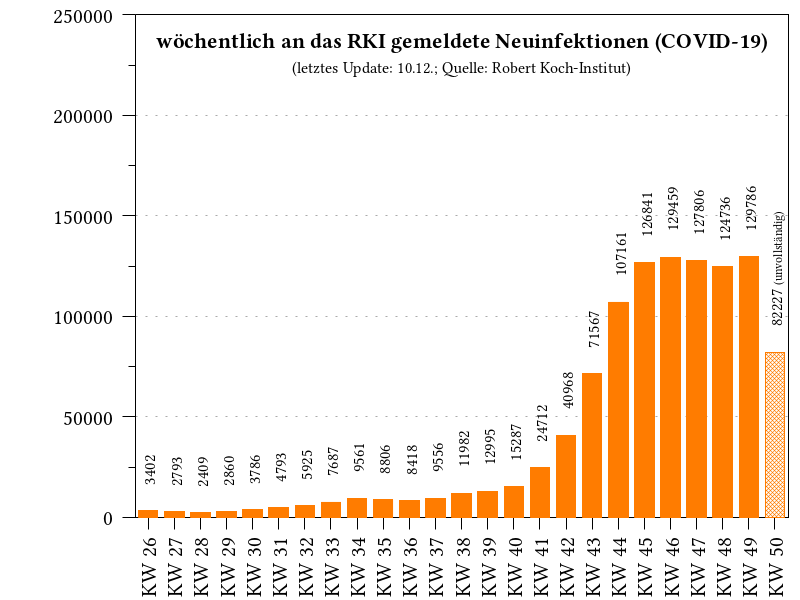 wöchentlich an das RKI gemeldete Neuinfektionen (COVID-19)
(letztes Update: 10.12.; Quelle: Robert Koch-Institut)
250000
200000
150000
100000
50000
0
3402
2793
2409
2860
3786
4793
5925
7687
9561
8806
8418
9556
11982
12995
15287
24712
40968
71567
107161
126841
129459
127806
124736
129786
82227 (unvollständig)
KW 26
KW 27
KW 28
KW 29
KW 30
KW 31
KW 32
KW 33
KW 34
KW 35
KW 36
KW 37
KW 38
KW 39
KW 40
KW 41
KW 42
KW 43
KW 44
KW 45
KW 46
KW 47
KW 48
KW 49
KW 50